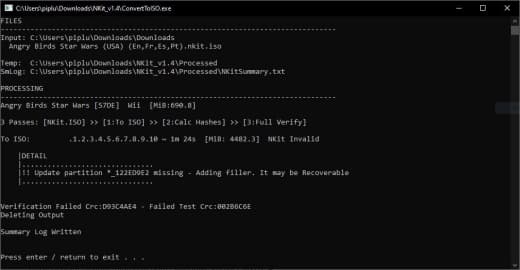 C:\Users\piplu\Downloads\NKit_v1.4\ConvertToISO.exe
FILES
-------------------------------------------------------------------------------
Input: C:\Users\piplu\Downloads\Downloads
Angry Birds Star Wars (USA) (En,Fr,Es,Pt).nkit.iso
Temp: C:\Users\piplu\Downloads\NKit_v1.4\Processed
SmLog: C:\Users\piplu\Downloads\NKit_v1.4\Processed\NKitSummary.txt
PROCESSING
-------------------------------------------------------------------------------
Angry Birds Star Wars [S7DE] Wii [MiB:690.8]
3 Passes: [NKit.ISO] >> [1:To ISO] >> [2:Calc Hashes] >> [3:Full Verify]
To ISO: .1.2.3.4.5.6.7.8.9.10 ~ 1m 24s [MiB: 4482.3] NKit Invalid
|DETAIL
|...............................
|!! Update partition *_122ED9E2 missing - Adding filler. It may be Recoverable
|...............................
Verification Failed Crc:D93C4AE4 - Failed Test Crc:002B6C6E
Deleting Output
Summary Log Written
Press enter / return to exit . . .